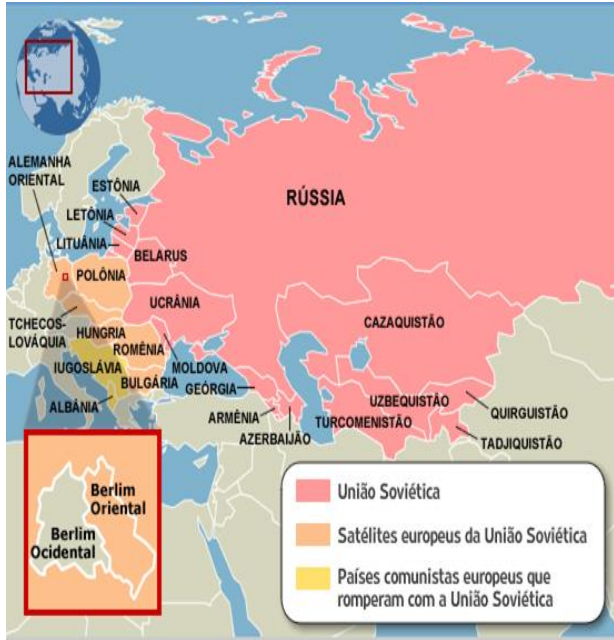 ALEMANHA
ORIENTAL
ESTÔNIA
LETÔNIA
LITUÂNIA
RÚSSIA
BELARUS
POLÔNIA
UCRÂNIA
CAZAQUISTÃO
TCHECOS-
LOVÁQUIA
HUNGRIA
ROMÊNIA
MOLDOVA
IUGOSLÁVIA
BULGÁRIA
GEÓRGIA
ALBÂNIA
ARMÊNIA
AZERBAIJÃO
TURCOMENISTÃO
UZBEQUISTÃO
QUIRGUISTÃO
TADJIQUISTÃO
Berlim
Oriental
Berlim
Ocidental
União Soviética
Satélites europeus da União Soviética
Países comunistas europeus que
romperam com a União Soviética